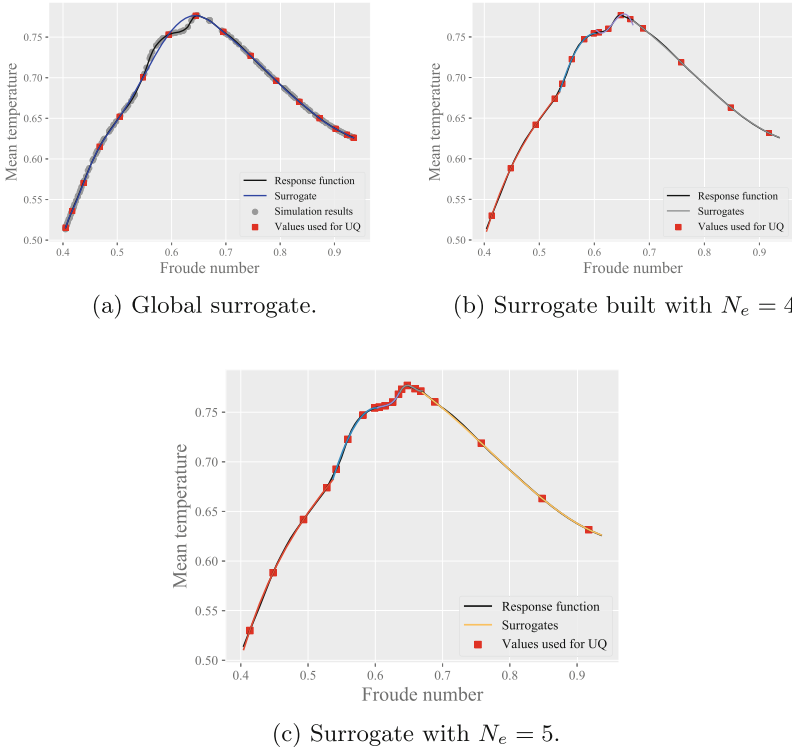 0.75
0.70
0.65
0.60
0.55
0.50
Mean temperature
Response function
Surrogate
Simulation results
Values used for UQ
0.4 0.5 0.6 0.7 0.8 0.9
Froude number
(a) Global surrogate.
0.75
0.70
0.65
0.60
0.55
0.50
Mean temperature
Response function
Surrogates
Values used for UQ
0.4 0.5 0.6 0.7 0.8 0.9
Froude number
(b) Surrogate built with Nₑ = 4
0.75
0.70
0.65
0.60
0.55
0.50
Mean temperature
Response function
Surrogates
Values used for UQ
0.4 0.5 0.6 0.7 0.8 0.9
Froude number
(c) Surrogate with Nₑ = 5.